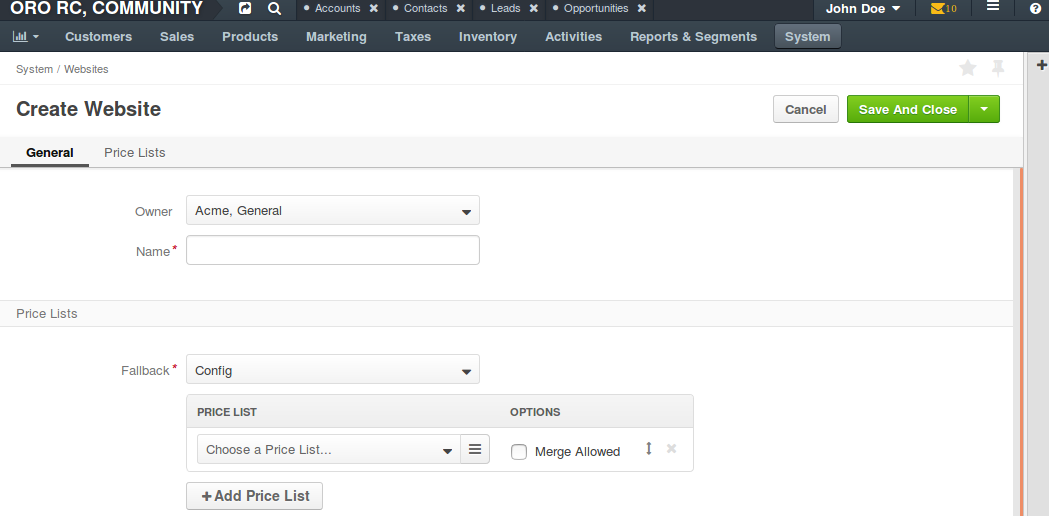 ORO RC, COMMUNITY Accounts Contacts Leads Opportunities John Doe 10
Customers Sales Products Marketing Taxes Inventory Activities Reports & Segments System
System / Websites
Create Website Cancel Save And Close
General Price Lists
Owner Acme, General
Name*
Price Lists
Fallback* Config
PRICE LIST OPTIONS
Choose a Price List... Merge Allowed
+Add Price List